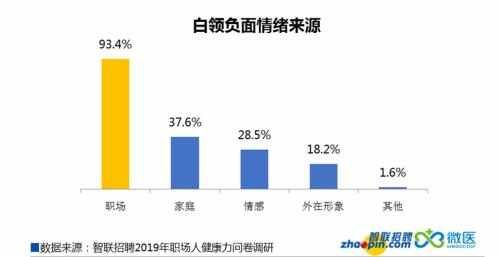 白领负面情绪来源
93.4%
37.6%
28.5%
18.2%
1.6%
职场
家庭
情感
外在形象
其他
■数据来源：智联招聘2019年职场人健康力问卷调研
智联招聘
zhaopin.com
微医
WEDOCTOR